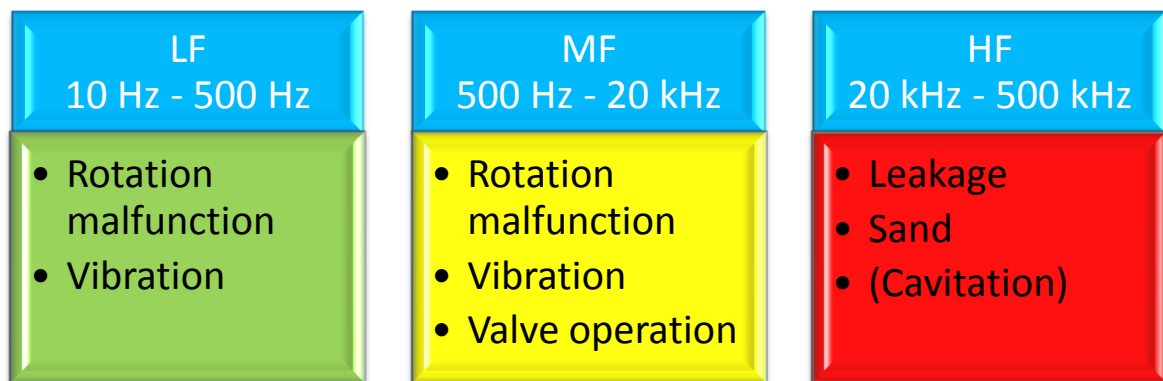 LF
10 Hz - 500 Hz
• Rotation
malfunction
• Vibration
MF
500 Hz - 20 kHz
• Rotation
malfunction
• Vibration
• Valve operation
HF
20 kHz - 500 kHz
• Leakage
• Sand
• (Cavitation)